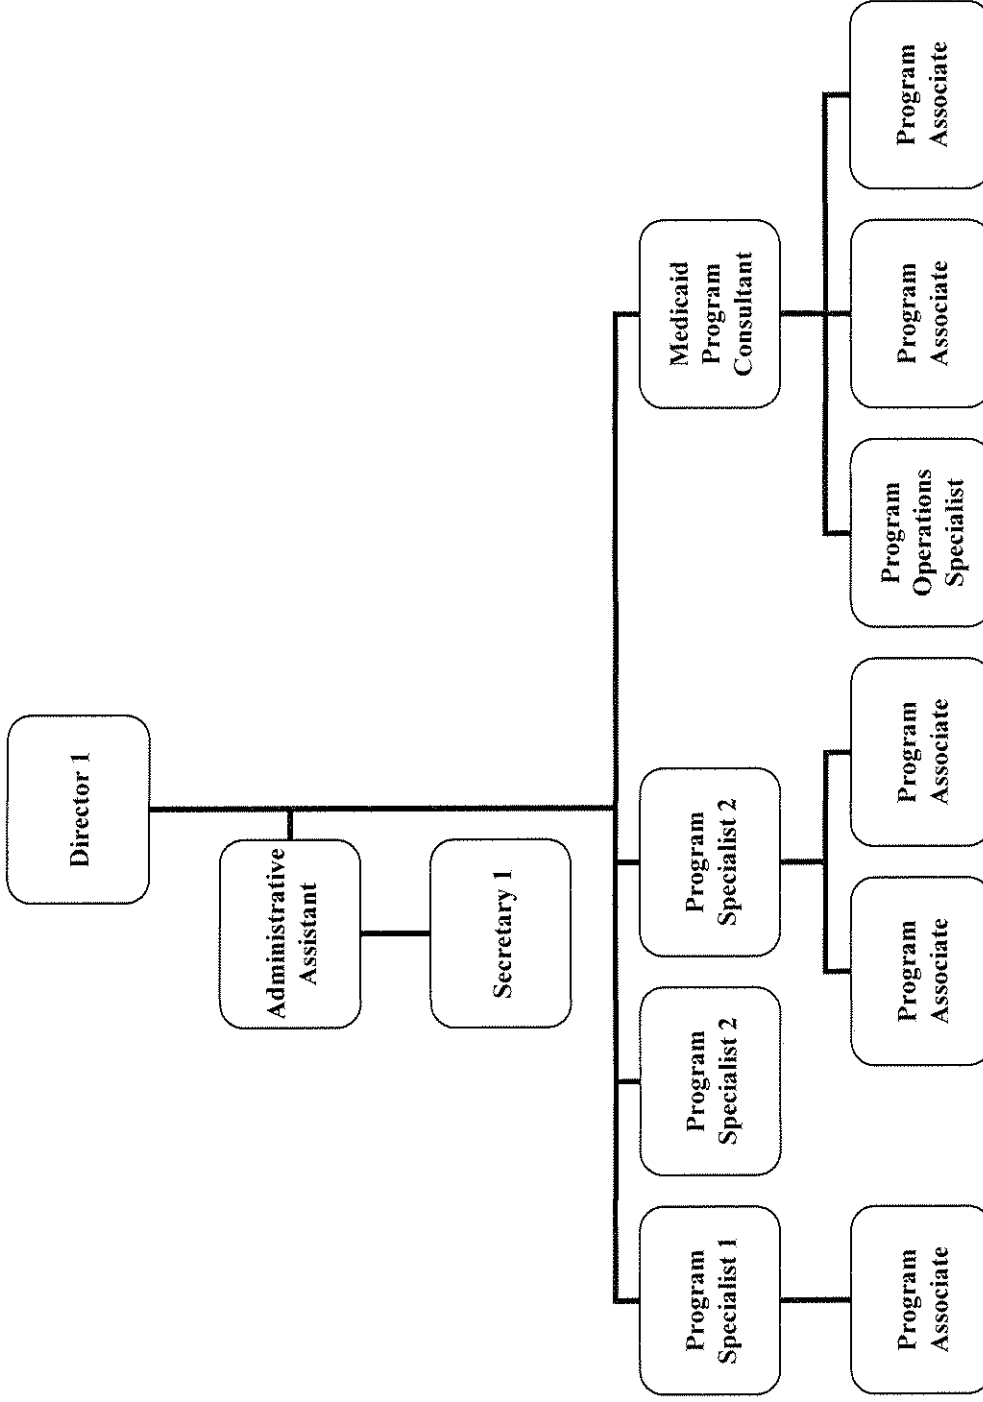 Director 1
Administrative
Assistant
Secretary 1
Program
Specialist 1
Program
Specialist 2
Program
Specialist 2
Medicaid
Program
Consultant
Program
Associate
Program
Associate
Program
Associate
Program
Operations
Specialist
Program
Associate
Program
Associate